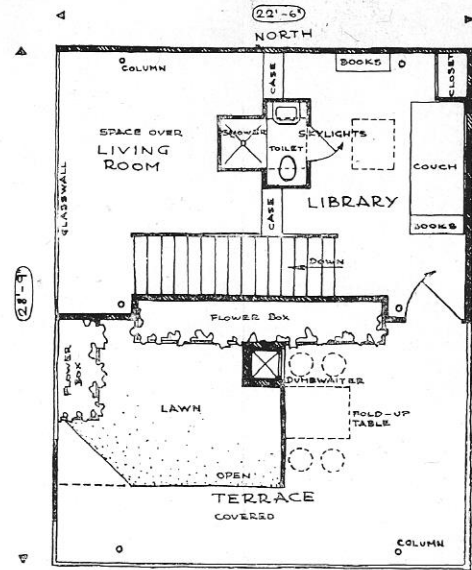 22'-6"
NORTH
COLUMN
CASE
BOOKS
CLOSET
SPACE OVER
LIVING
ROOM
SHOWER
SKYLIGHTS
TOILET
COUCH
GLASSWALL
LIBRARY
CASE
BOOKS
DOWN
28'-9"
FLOWER BOX
FLOWER
BOX
DUMBWAITER
LAWN
FOLD-UP
TABLE
OPEN
TERRACE
COVERED
COLUMN